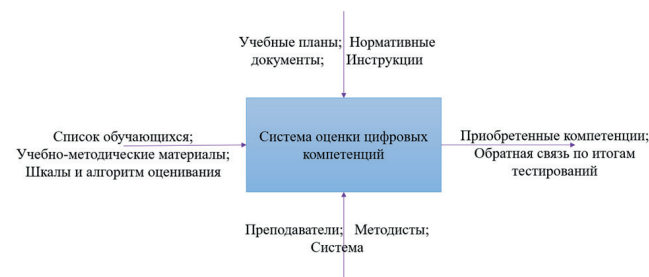 Учебные планы; Нормативные
документы; Инструкции
Список обучающихся;
Учебно-методические материалы;
Шкалы и алгоритм оценивания
Система оценки цифровых
компетенций
Приобретенные компетенции;
Обратная связь по итогам
тестирований
Преподаватели; Методисты;
Система